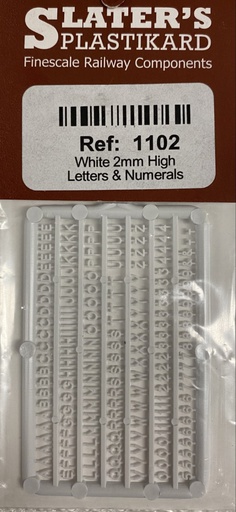 SLATER'S
PLASTIKARD
Finescale Railway Components
Ref: 1102
White 2mm High
Letters & Numerals